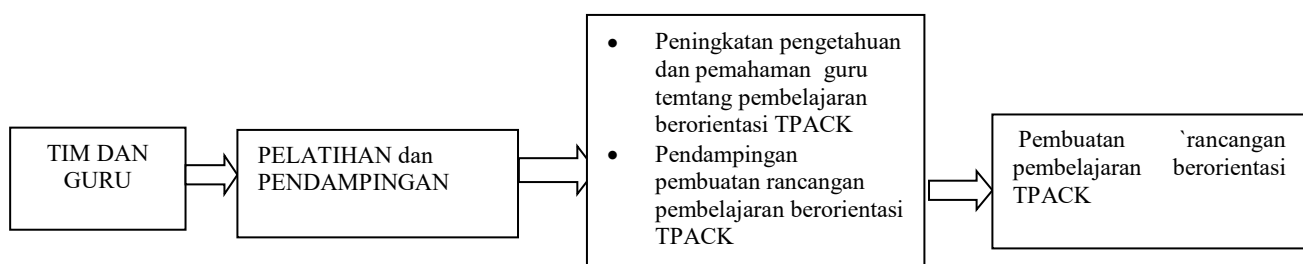 TIM DAN
GURU
PELATIHAN dan
PENDAMPINGAN
• Peningkatan pengetahuan
dan pemahaman guru
temtang pembelajaran
berorientasi TPACK
• Pendampingan
pembuatan rancangan
pembelajaran berorientasi
TPACK
Pembuatan `rancangan
pembelajaran berorientasi
TPACK